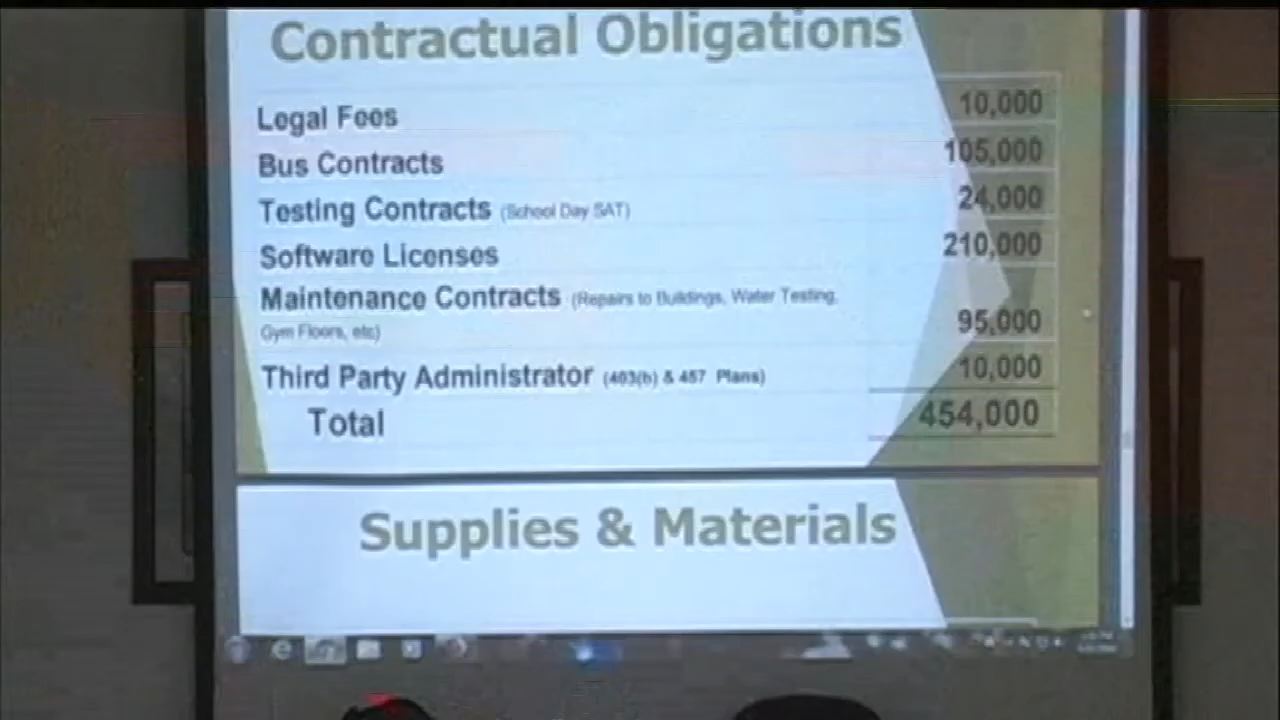 Contractual Obligations
Legal Fees 10,000
Bus Contracts 105,000
Testing Contracts (School Day SAT) 24,000
Software Licenses 210,000
Maintenance Contracts (Repairs to Buildings, Water Testing,
Gym Floors, etc) 95,000
Third Party Administrator (403(b) & 457 Plans) 10,000
Total 454,000
Supplies & Materials